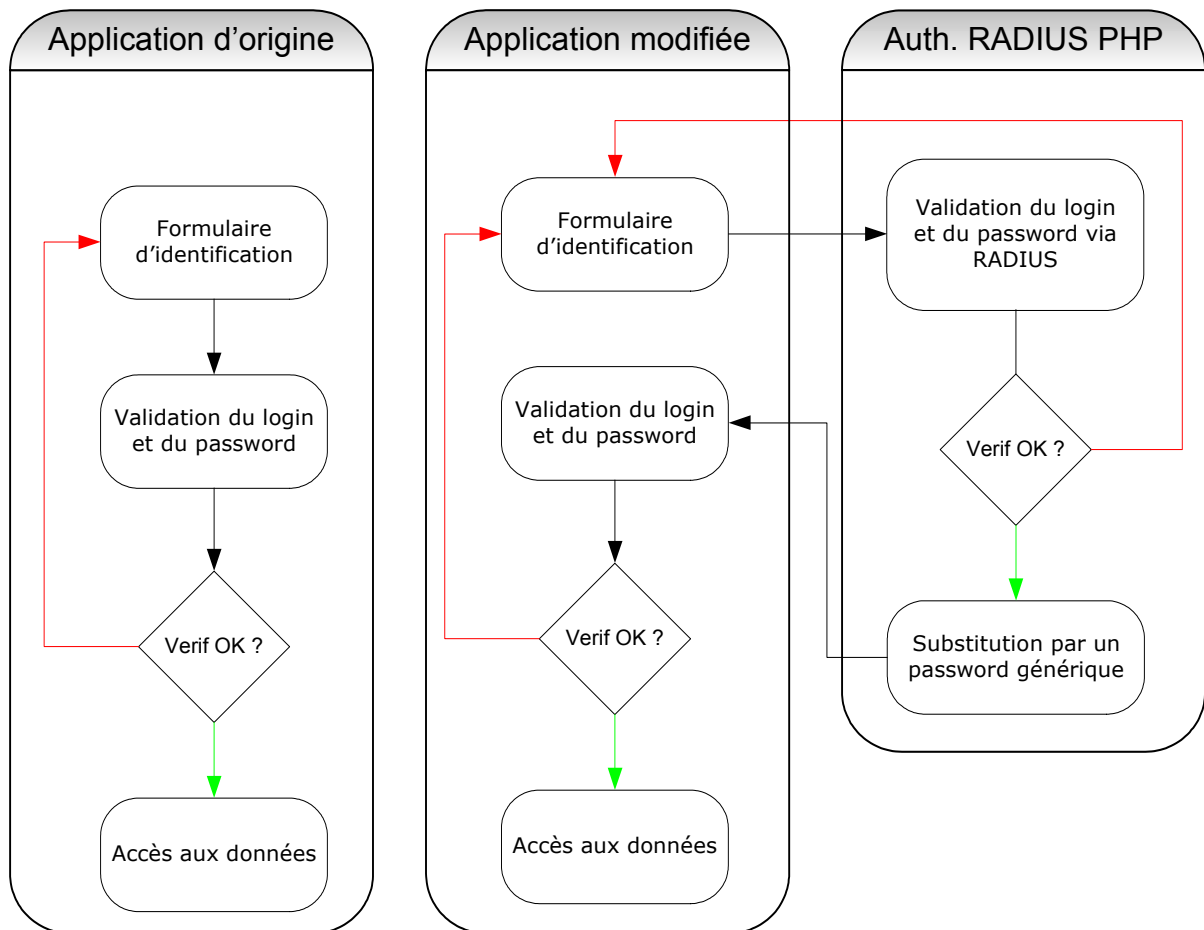 Application d'origine
Formulaire
d'identification
Validation du login
et du password
Verif OK ?
Accès aux données
Application modifiée
Formulaire
d'identification
Validation du login
et du password
Verif OK ?
Accès aux données
Auth. RADIUS PHP
Validation du login
et du password via
RADIUS
Verif OK ?
Substitution par un
password générique